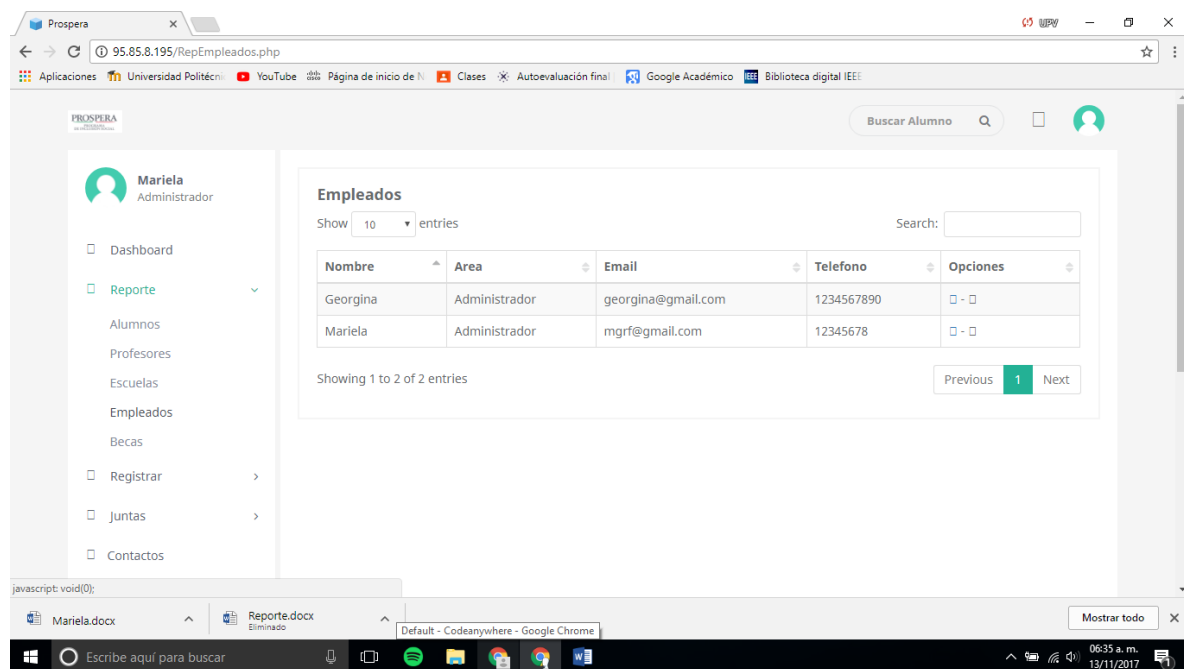 Prospera
UPV
95.85.8.195/RepEmpleados.php
Aplicaciones Universidad Politécni YouTube Página de inicio de N Clases Autoevaluación final Google Académico IEEE Biblioteca digital IEEE
PROSPERA
Buscar Alumno
Mariela
Administrador
Dashboard
Reporte
Alumnos
Profesores
Escuelas
Empleados
Becas
Registrar
Juntas
Contactos
Empleados
Show 10 entries Search:
Nombre Area Email Telefono Opciones
Georgina Administrador georgina@gmail.com 1234567890 -
Mariela Administrador mgrf@gmail.com 12345678 -
Showing 1 to 2 of 2 entries
Previous 1 Next
javascript: void(0);
Mariela.docx
Reporte.docx
Eliminado
Default - Codeanywhere - Google Chrome
Mostrar todo
Escribe aquí para buscar
06:35 a. m.
13/11/2017
1